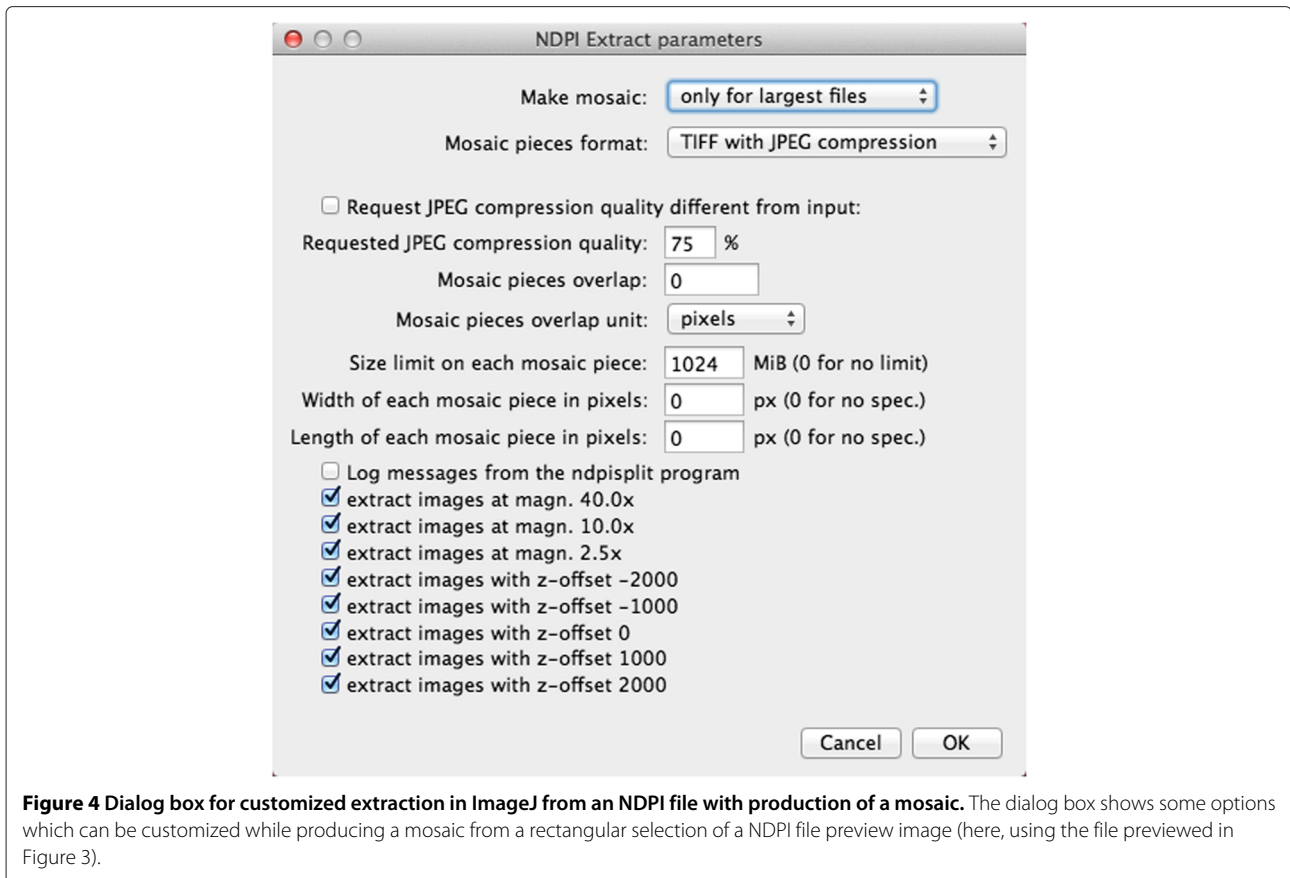 NDPI Extract parameters
Make mosaic: only for largest files
Mosaic pieces format: TIFF with JPEG compression
Request JPEG compression quality different from input:
Requested JPEG compression quality: 75 %
Mosaic pieces overlap: 0
Mosaic pieces overlap unit: pixels
Size limit on each mosaic piece: 1024 MiB (0 for no limit)
Width of each mosaic piece in pixels: 0 px (0 for no spec.)
Length of each mosaic piece in pixels: 0 px (0 for no spec.)
Log messages from the ndpisplit program
extract images at magn. 40.0x
extract images at magn. 10.0x
extract images at magn. 2.5x
extract images with z-offset -2000
extract images with z-offset -1000
extract images with z-offset 0
extract images with z-offset 1000
extract images with z-offset 2000
Cancel OK
Figure 4 Dialog box for customized extraction in ImageJ from an NDPI file with production of a mosaic. The dialog box shows some options
which can be customized while producing a mosaic from a rectangular selection of a NDPI file preview image (here, using the file previewed in
Figure 3).